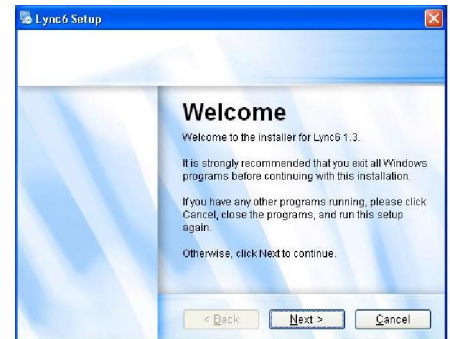 Lync6 Setup
Welcome
Welcome to the installer for Lync6 1.3.
It is strongly recommended that you exit all Windows
programs before continuing with this installation.
If you have any other programs running, please click
Cancel, close the programs, and run this setup
again.
Otherwise, click Next to continue.
< Back Next > Cancel